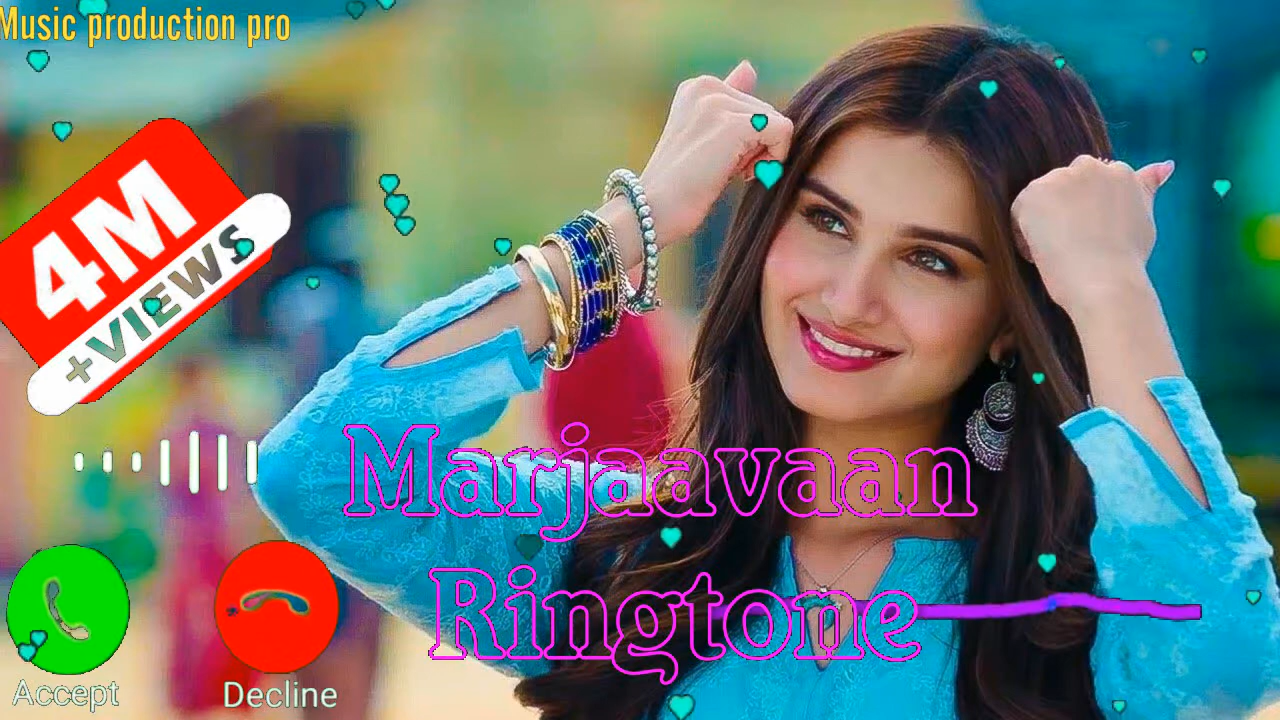 Music production pro
4M
+VIEWS
Marjaavaan
Ringtone
Accept
Decline